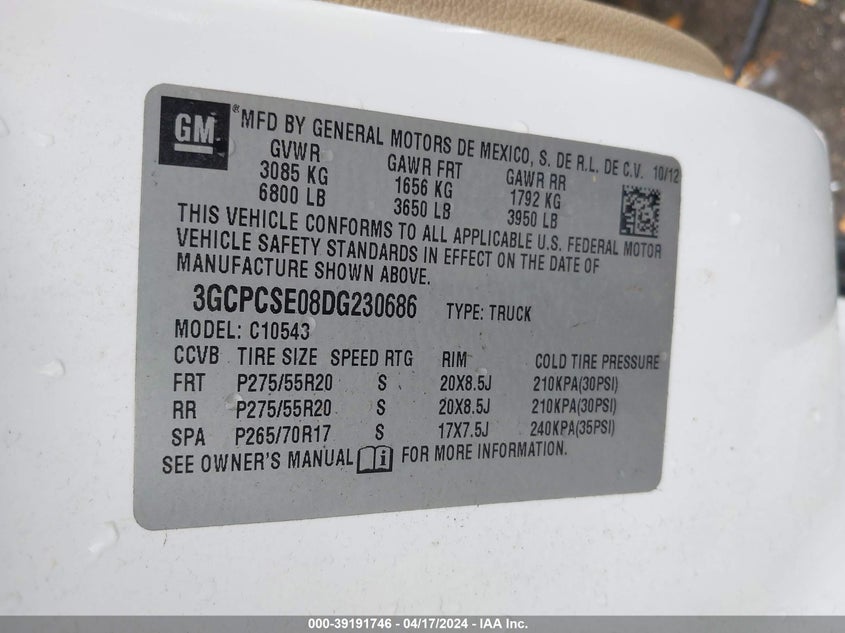 GM ® MFD BY GENERAL MOTORS DE MEXICO, S. DE R.L. DE C.V. 10/12
GVWR GAWR FRT GAWR RR
3085 KG 1656 KG 1792 KG
6800 LB 3650 LB 3950 LB
THIS VEHICLE CONFORMS TO ALL APPLICABLE U.S. FEDERAL MOTOR
VEHICLE SAFETY STANDARDS IN EFFECT ON THE DATE OF
MANUFACTURE SHOWN ABOVE.
3GCPCSE08DG230686 TYPE: TRUCK
MODEL: C10543
CCVB TIRE SIZE SPEED RTG RIM COLD TIRE PRESSURE
FRT P275/55R20 S 20X8.5J 210KPA(30PSI)
RR P275/55R20 S 20X8.5J 210KPA(30PSI)
SPA P265/70R17 S 17X7.5J 240KPA(35PSI)
SEE OWNER'S MANUAL i FOR MORE INFORMATION.
000-39191746 - 04/17/2024 - IAA Inc.